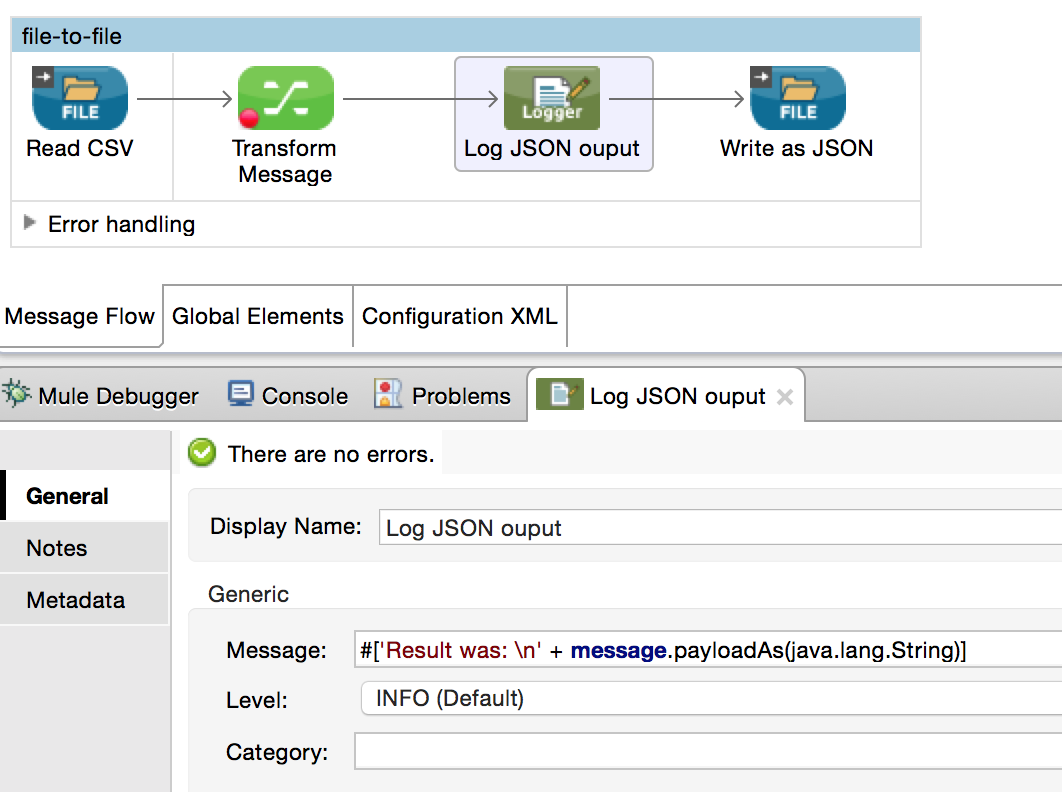 file-to-file
FILE
Logger
FILE
Read CSV
Transform
Message
Log JSON ouput
Write as JSON
Error handling
Message Flow
Global Elements
Configuration XML
Mule Debugger
Console
Problems
Log JSON ouput
There are no errors.
General
Notes
Metadata
Display Name:
Log JSON ouput
Generic
Message:
#['Result was: \n' + message.payloadAs(java.lang.String)]
Level:
INFO (Default)
Category: